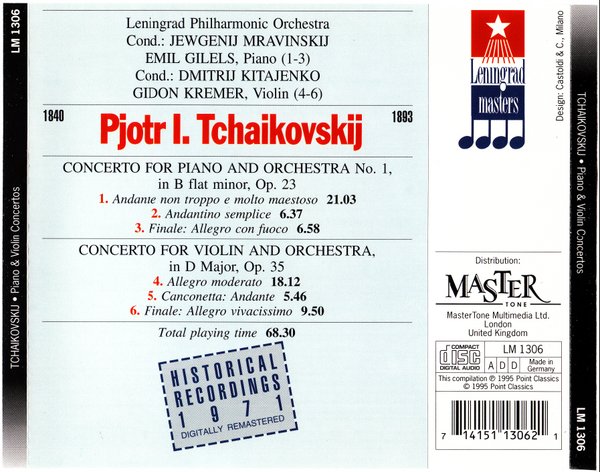 LM 1306
TCHAIKOVSKIJ • Piano & Violin Concertos
Leningrad Philharmonic Orchestra
Cond.: JEWGENIJ MRAVINSKIJ
EMIL GILELS, Piano (1-3)
Cond.: DMITRIJ KITAJENKO
GIDON KREMER, Violin (4-6)
1840
1893
Pjotr I. Tchaikovskij
CONCERTO FOR PIANO AND ORCHESTRA No. 1,
in B flat minor, Op. 23
1. Andante non troppo e molto maestoso 21.03
2. Andantino semplice 6.37
3. Finale: Allegro con fuoco 6.58
CONCERTO FOR VIOLIN AND ORCHESTRA,
in D Major, Op. 35
4. Allegro moderato 18.12
5. Canconetta: Andante 5.46
6. Finale: Allegro vivacissimo 9.50
Total playing time 68.30
HISTORICAL
RECORDINGS
1971
DIGITALLY REMASTERED
Leningrad
masters
Design: Castoldi & C., Milano
Distribution:
MASTER
TONE
MasterTone Multimedia Ltd.
London
United Kingdom
COMPACT
disc
DIGITAL AUDIO
LM 1306
ADD
Made in
Germany
This compilation ℗ 1995 Point Classics
© 1995 Point Classics
7 14151 13062 1
TCHAIKOVSKIJ • Piano & Violin Concertos
LM 1306